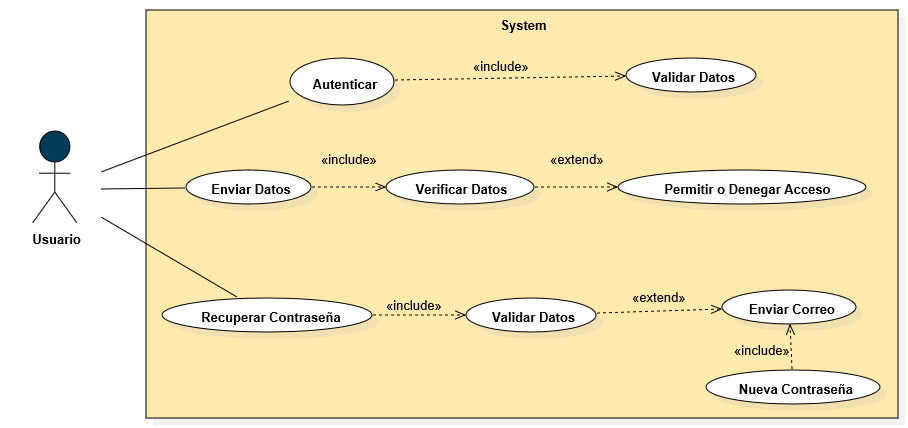 System
Autenticar
«include»
Validar Datos
Usuario
Enviar Datos
«include»
Verificar Datos
«extend»
Permitir o Denegar Acceso
Recuperar Contraseña
«include»
Validar Datos
«extend»
Enviar Correo
«include»
Nueva Contraseña